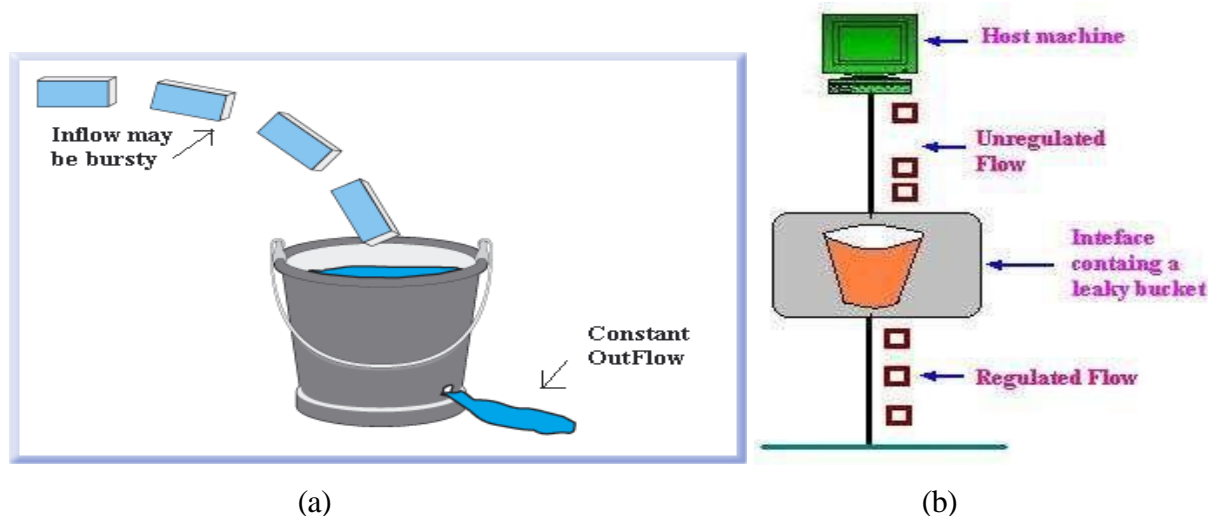 Inflow may
be bursty
Constant
OutFlow
(a)
Host machine
Unregulated
Flow
Inteface
containg a
leaky bucket
Regulated Flow
(b)